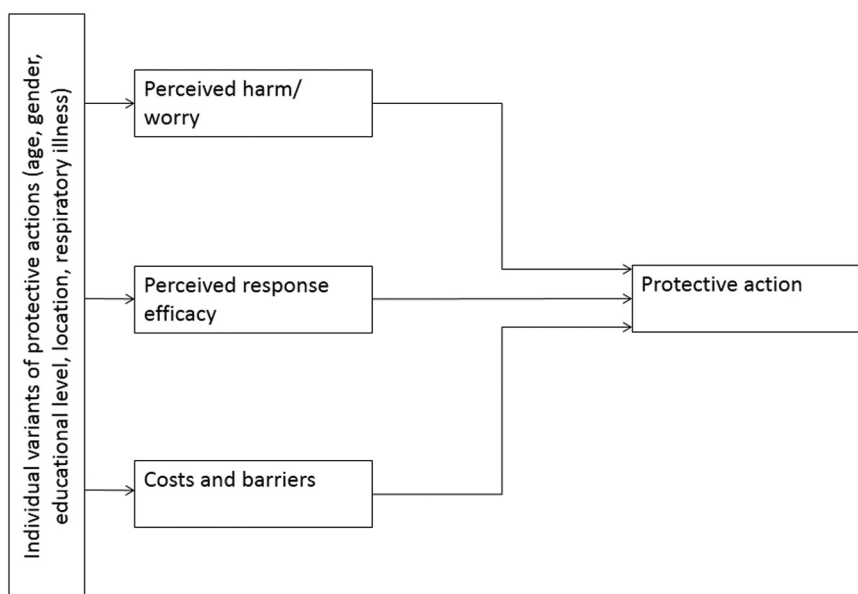 Individual variants of protective actions (age, gender,
educational level, location, respiratory illness)
Perceived harm/
worry
Perceived response
efficacy
Costs and barriers
Protective action